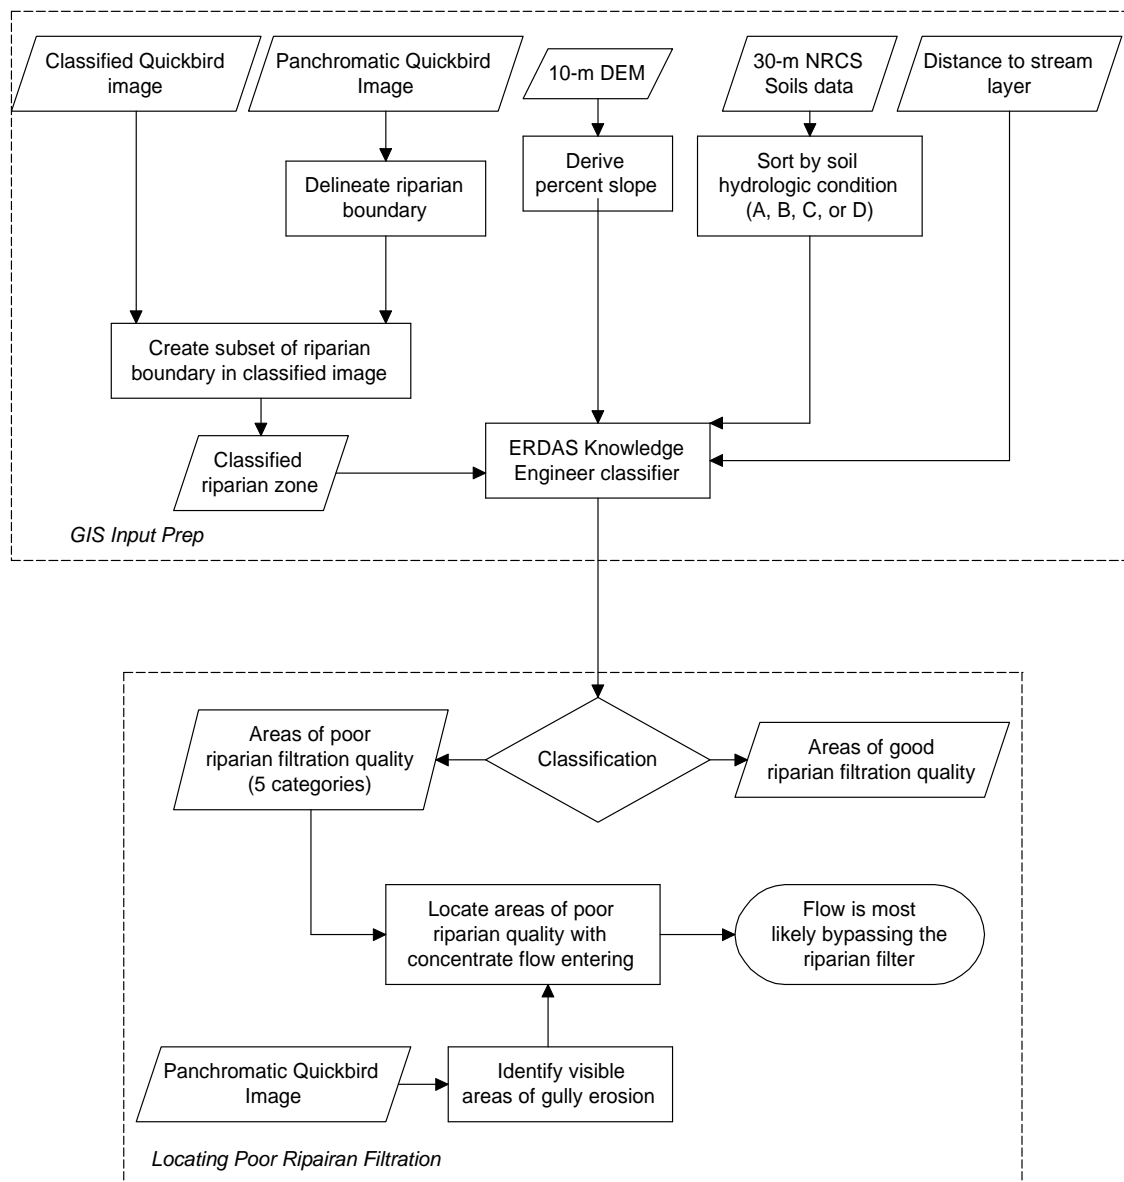 Classified Quickbird
image
Panchromatic Quickbird
Image
10-m DEM
30-m NRCS
Soils data
Distance to stream
layer
Delineate riparian
boundary
Derive
percent slope
Sort by soil
hydrologic condition
(A, B, C, or D)
Create subset of riparian
boundary in classified image
Classified
riparian zone
ERDAS Knowledge
Engineer classifier
GIS Input Prep
Areas of poor
riparian filtration quality
(5 categories)
Classification
Areas of good
riparian filtration quality
Locate areas of poor
riparian quality with
concentrate flow entering
Flow is most
likely bypassing the
riparian filter
Panchromatic Quickbird
Image
Identify visible
areas of gully erosion
Locating Poor Ripairan Filtration